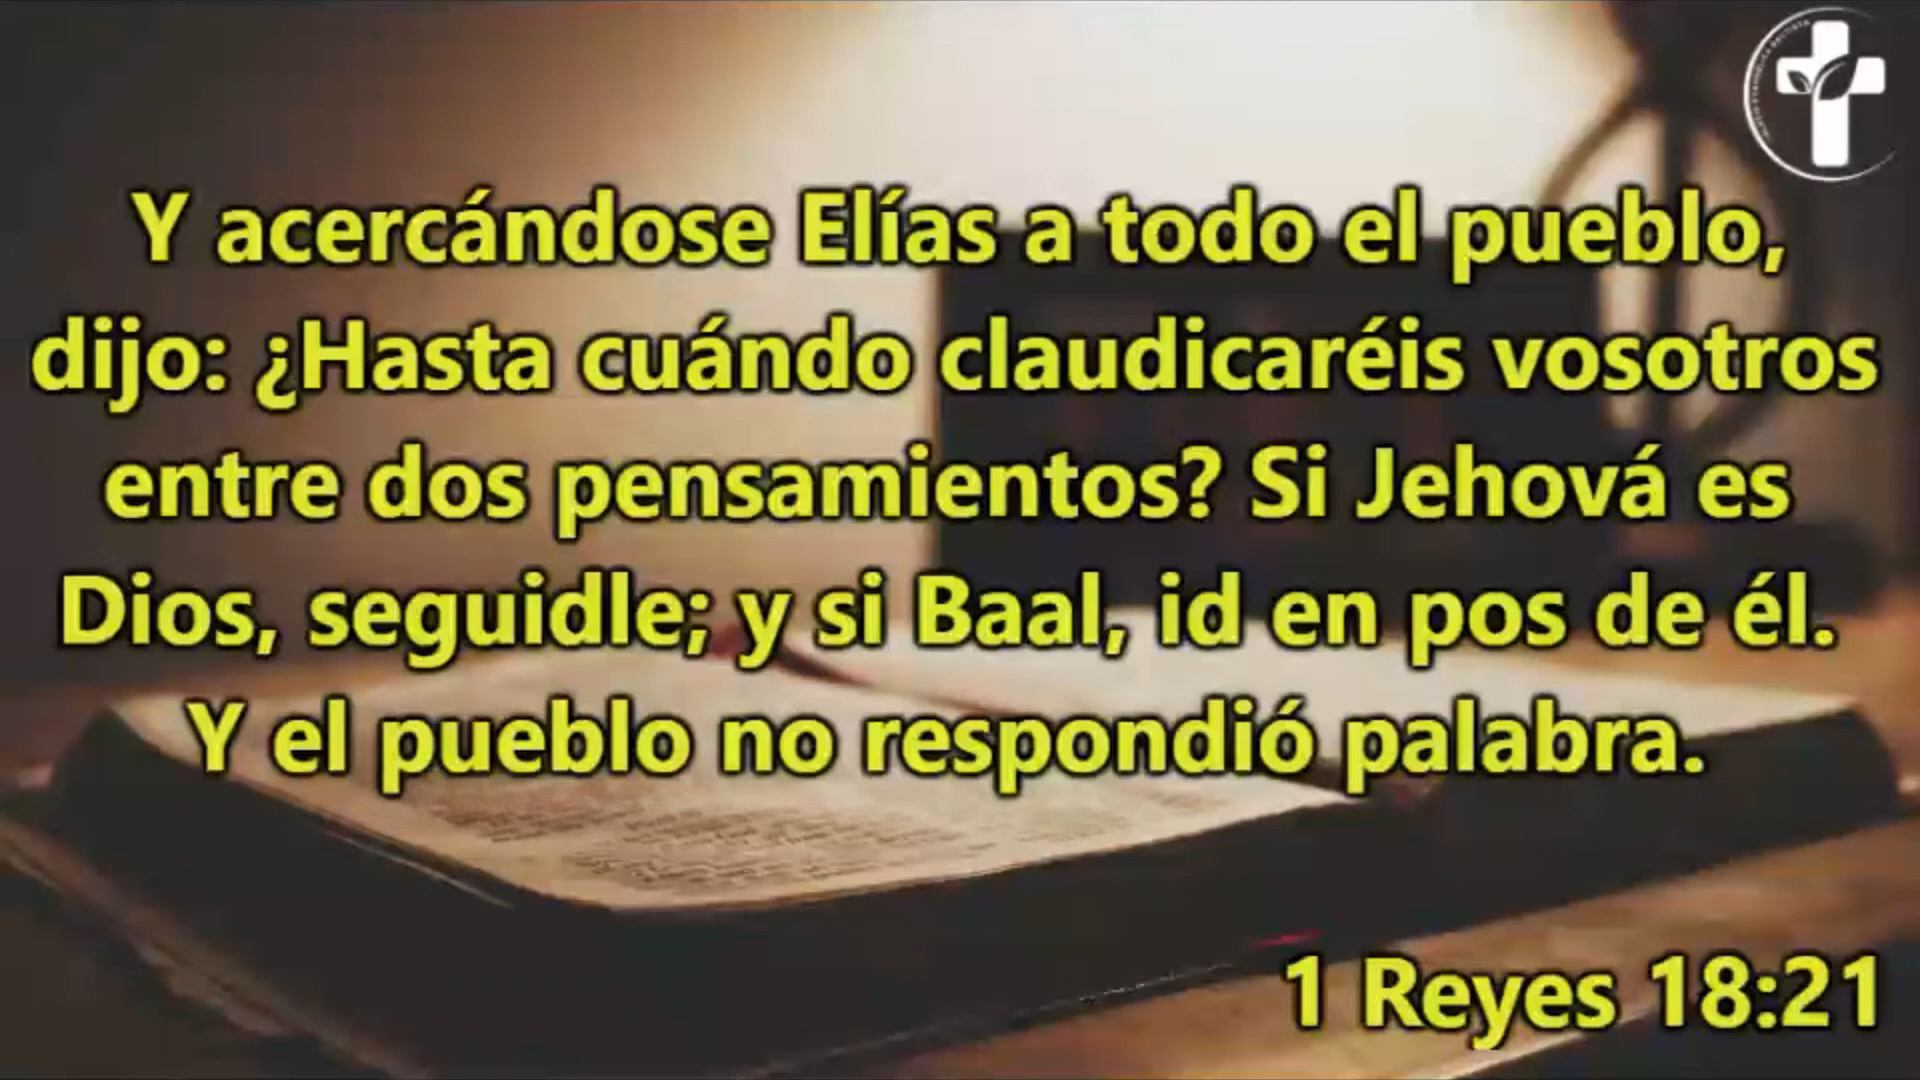 Y acercándose Elías a todo el pueblo,
dijo: ¿Hasta cuándo claudicaréis vosotros
entre dos pensamientos? Si Jehová es
Dios, seguidle; y si Baal, id en pos de él.
Y el pueblo no respondió palabra.
1 Reyes 18:21